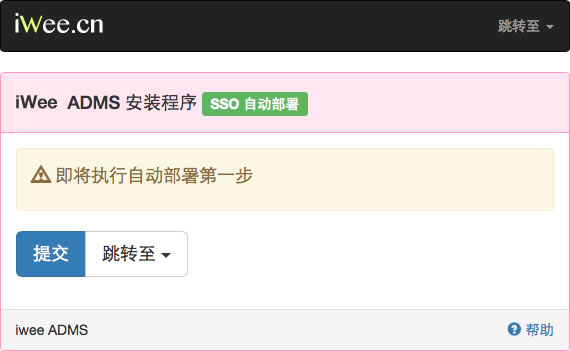 iWee.cn
跳转至
iWee ADMS 安装程序 SSO 自动部署
即将执行自动部署第一步
提交 跳转至
iwee ADMS 帮助